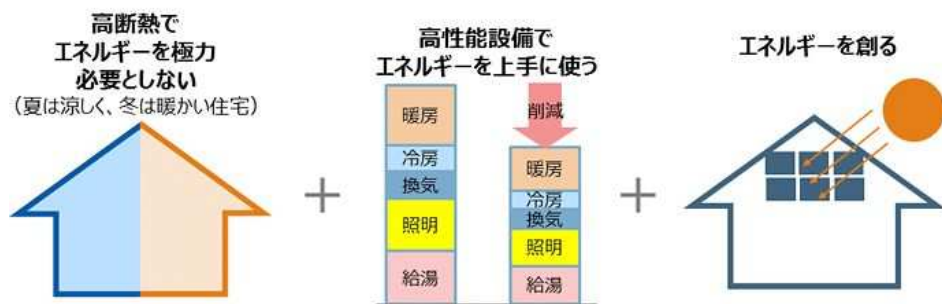 高断熱で
エネルギーを極力
必要としない
（夏は涼しく、冬は暖かい住宅）
高性能設備で
エネルギーを上手に使う
暖房
冷房
換気
照明
給湯
削減
暖房
冷房
換気
照明
給湯
エネルギーを創る